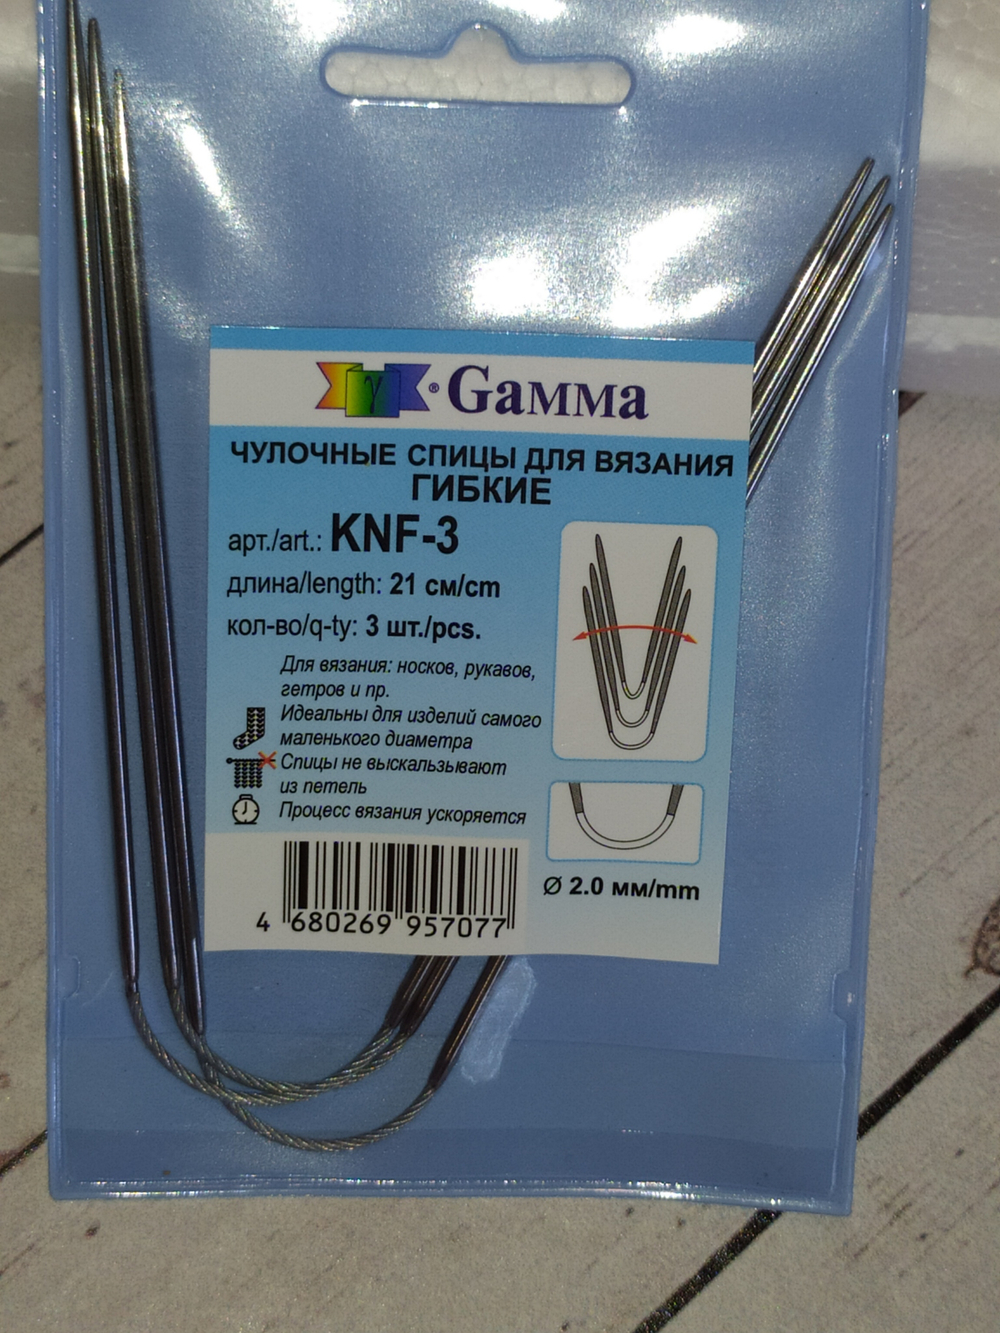 γ ® Gамма
ЧУЛОЧНЫЕ СПИЦЫ ДЛЯ ВЯЗАНИЯ
ГИБКИЕ
арт./art.: KNF-3
длина/length: 21 см/cm
кол-во/q-ty: 3 шт./pcs.
Для вязания: носков, рукавов,
гетров и пр.
Идеальны для изделий самого
маленького диаметра
Спицы не выскальзывают
из петель
Процесс вязания ускоряется
Ø 2.0 мм/mm
4 680269 957077